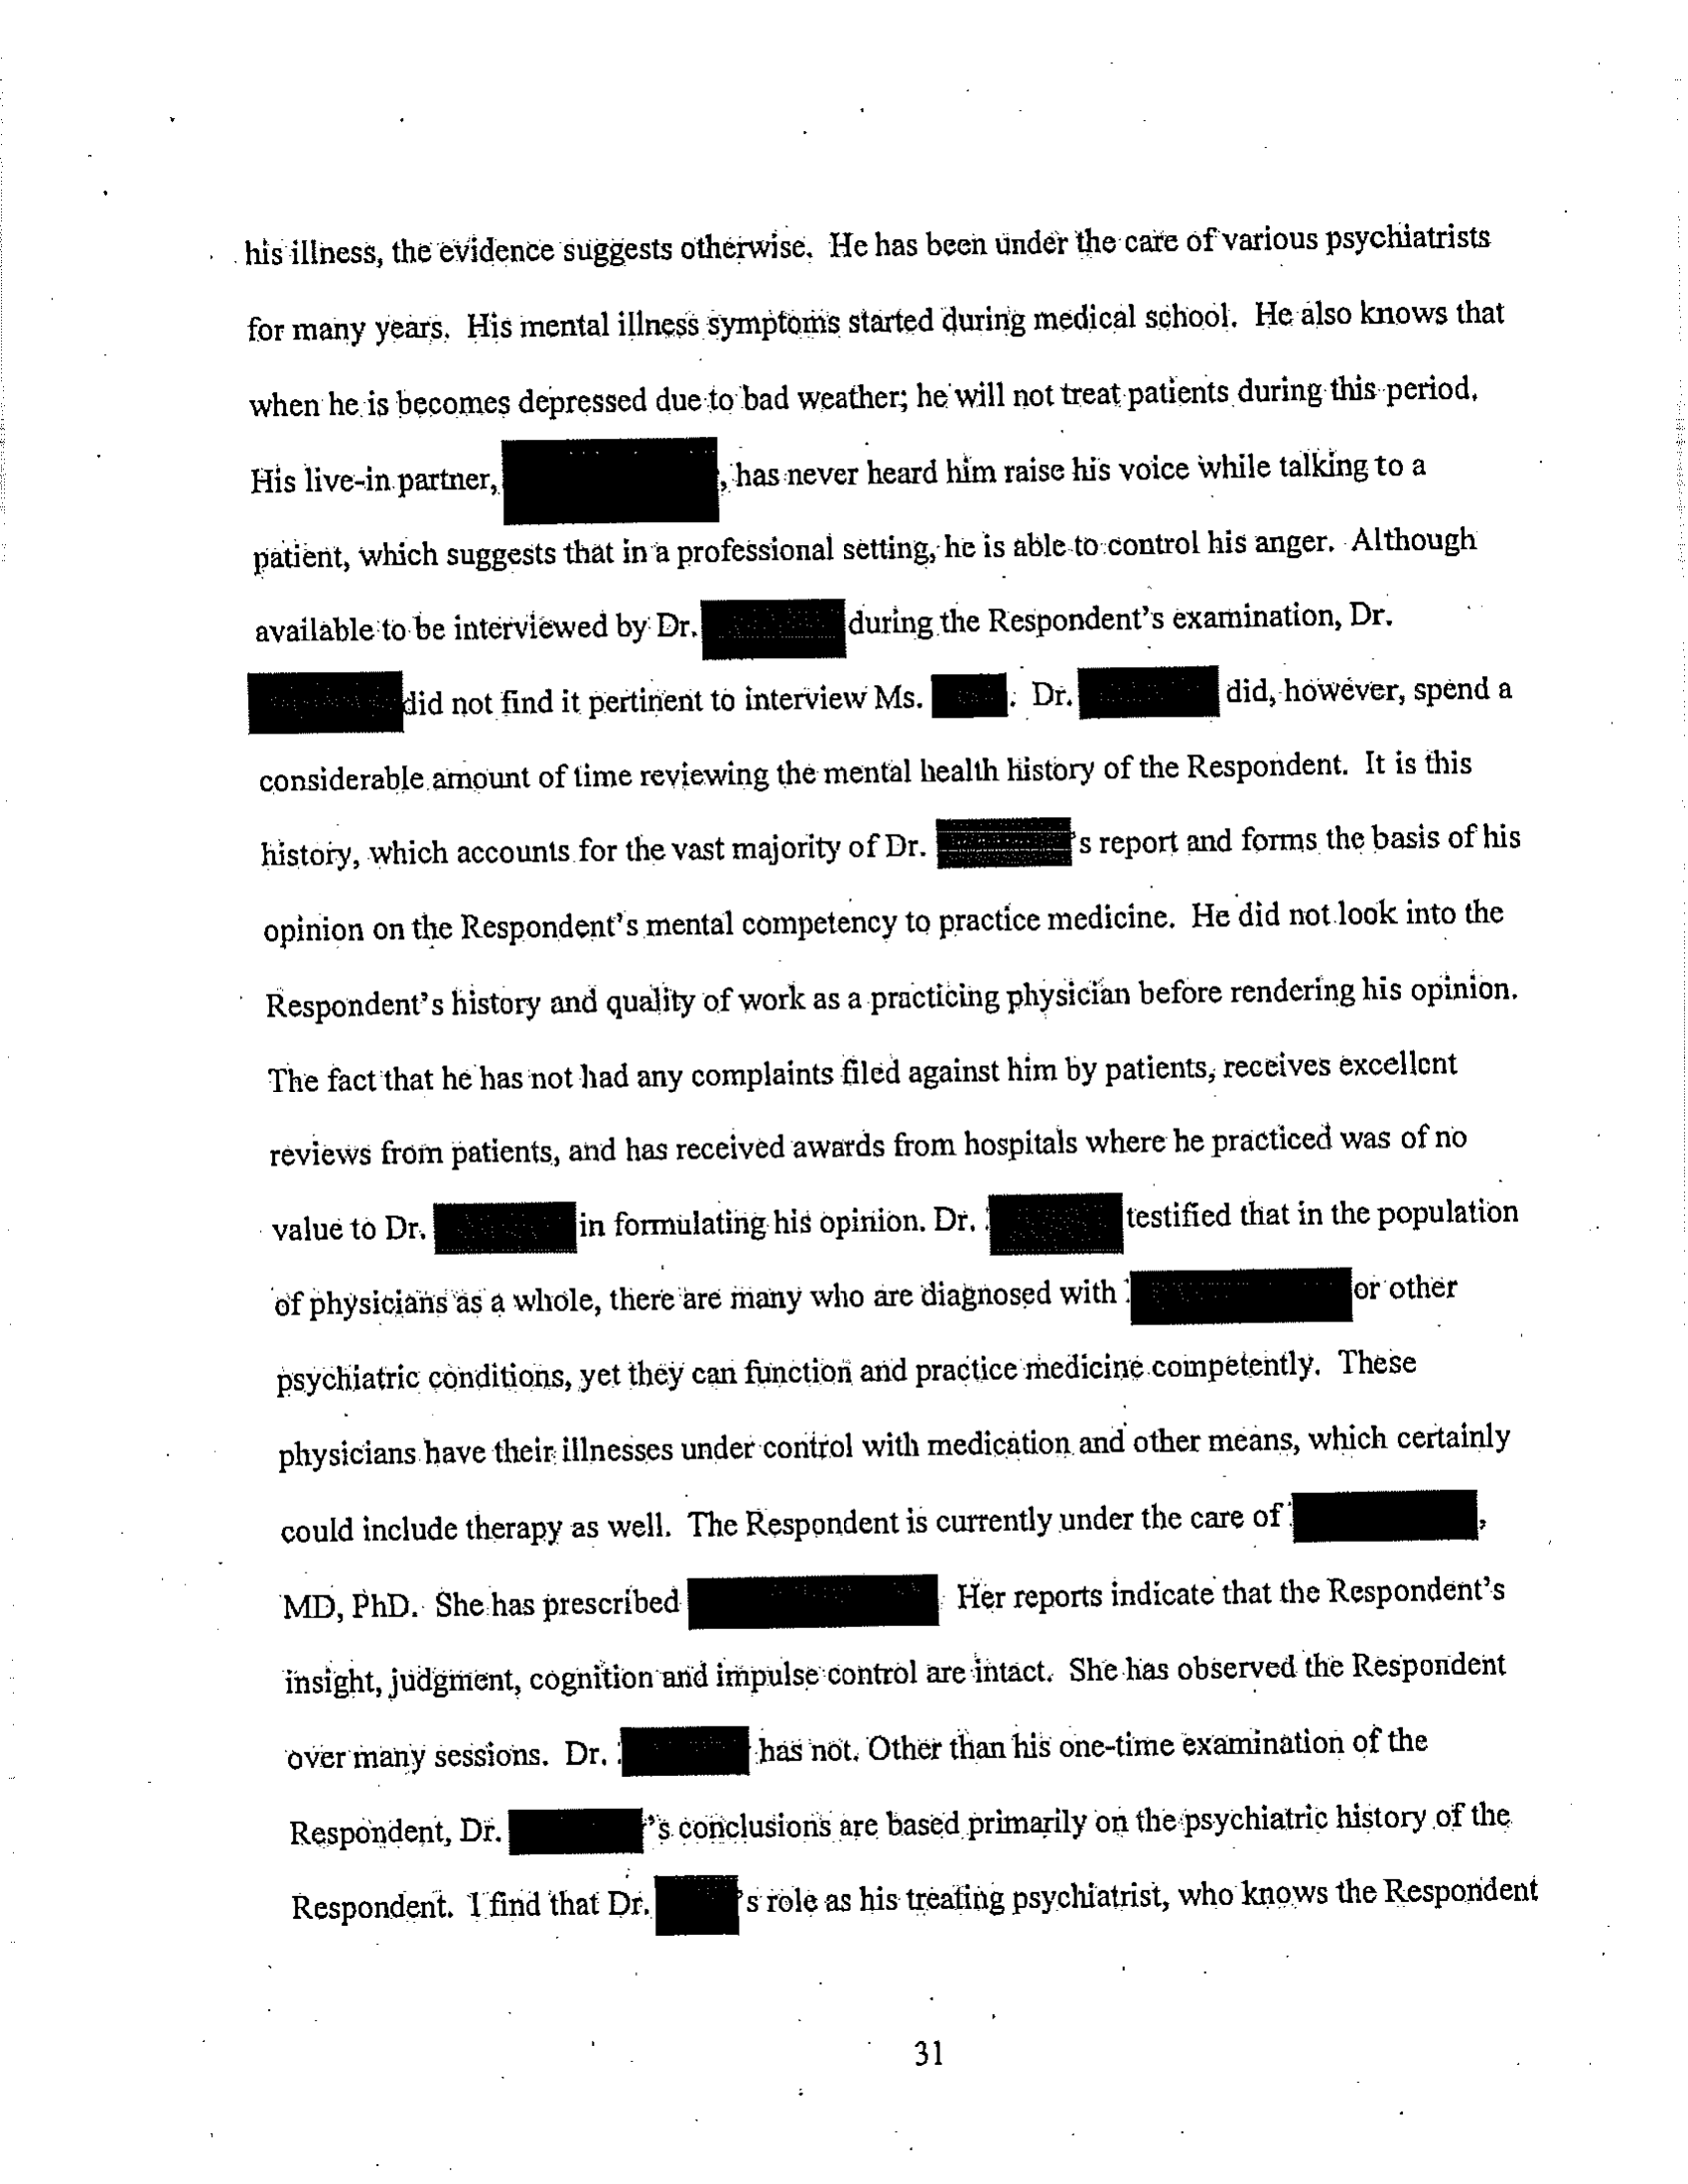 his illness, the evidence suggests otherwise. He has been under the care of various psychiatrists
for many years. His mental illness symptoms started during medical school. He also knows that
when he is becomes depressed due to bad weather; he will not treat patients during this period.
His live-in partner, , has never heard him raise his voice while talking to a
patient, which suggests that in a professional setting, he is able to control his anger. Although
available to be interviewed by Dr. during the Respondent's examination, Dr.
did not find it pertinent to interview Ms. . Dr. did, however, spend a
considerable amount of time reviewing the mental health history of the Respondent. It is this
history, which accounts for the vast majority of Dr. 's report and forms the basis of his
opinion on the Respondent's mental competency to practice medicine. He did not look into the
Respondent's history and quality of work as a practicing physician before rendering his opinion.
The fact that he has not had any complaints filed against him by patients, receives excellent
reviews from patients, and has received awards from hospitals where he practiced was of no
value to Dr. in formulating his opinion. Dr. testified that in the population
of physicians as a whole, there are many who are diagnosed with or other
psychiatric conditions, yet they can function and practice medicine competently. These
physicians have their illnesses under control with medication and other means, which certainly
could include therapy as well. The Respondent is currently under the care of ,
MD, PhD. She has prescribed Her reports indicate that the Respondent's
insight, judgment, cognition and impulse control are intact. She has observed the Respondent
over many sessions. Dr. has not. Other than his one-time examination of the
Respondent, Dr. 's conclusions are based primarily on the psychiatric history of the
Respondent. I find that Dr. 's role as his treating psychiatrist, who knows the Respondent
31